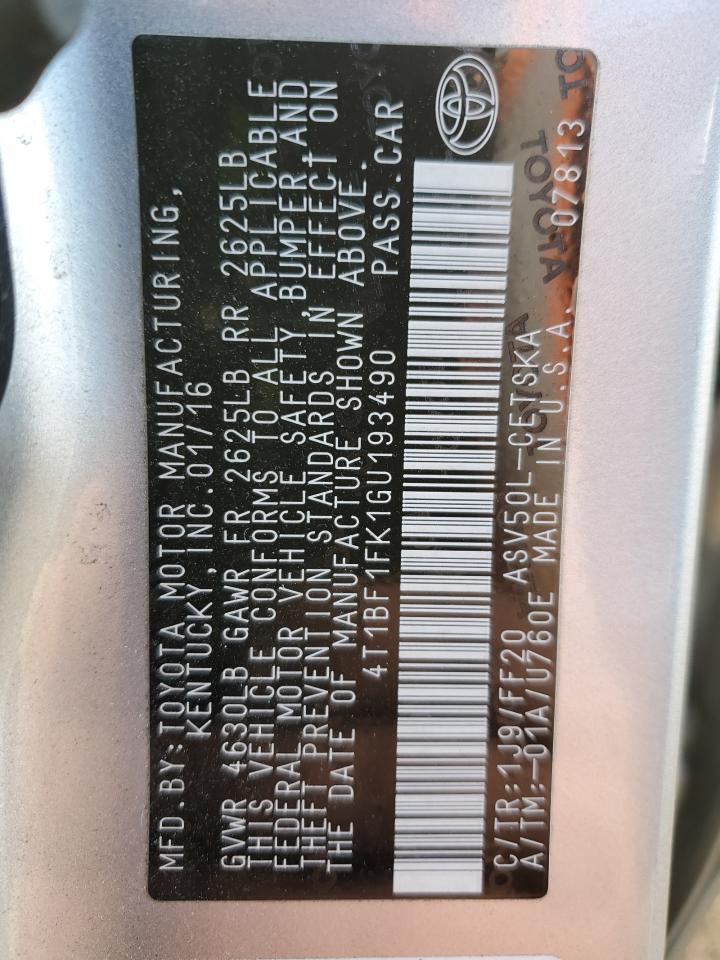 MFD.BY:TOYOTA MOTOR MANUFACTURING,
KENTUCKY,INC.01/16
GVWR 4630LB GAWR FR 2625LB RR 2625LB
THIS VEHICLE CONFORMS TO ALL APPLICABLE
FEDERAL MOTOR VEHICLE SAFETY,BUMPER,AND
THEFT PREVENTION STANDARDS IN EFFECT ON
THE DATE OF MANUFACTURE SHOWN ABOVE.
4T1BF1FK1GU193490 PASS.CAR
C/TR:1J9/FF20 ASV50L-CETSKA
A/TM:-01A/U760E MADE IN U.S.A. 07813
TOYOTA